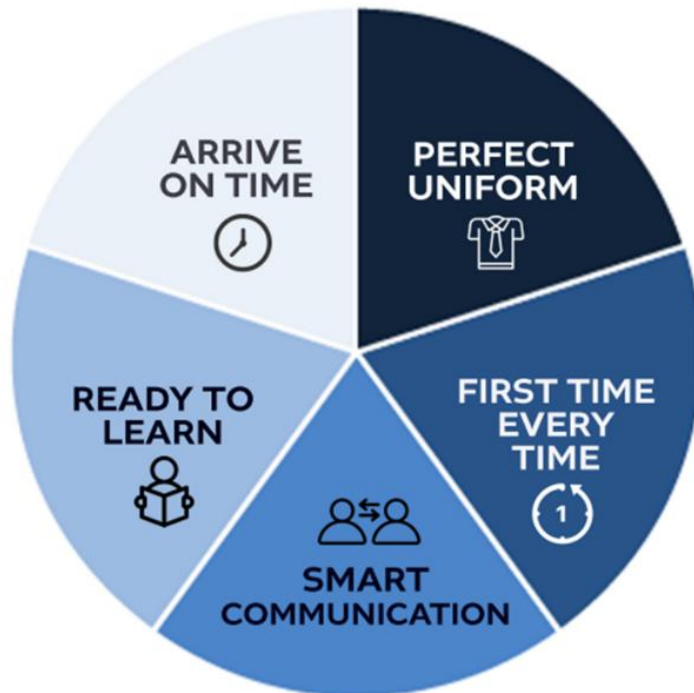 ARRIVE
ON TIME
PERFECT
UNIFORM
FIRST TIME
EVERY
TIME
1
SMART
COMMUNICATION
READY TO
LEARN